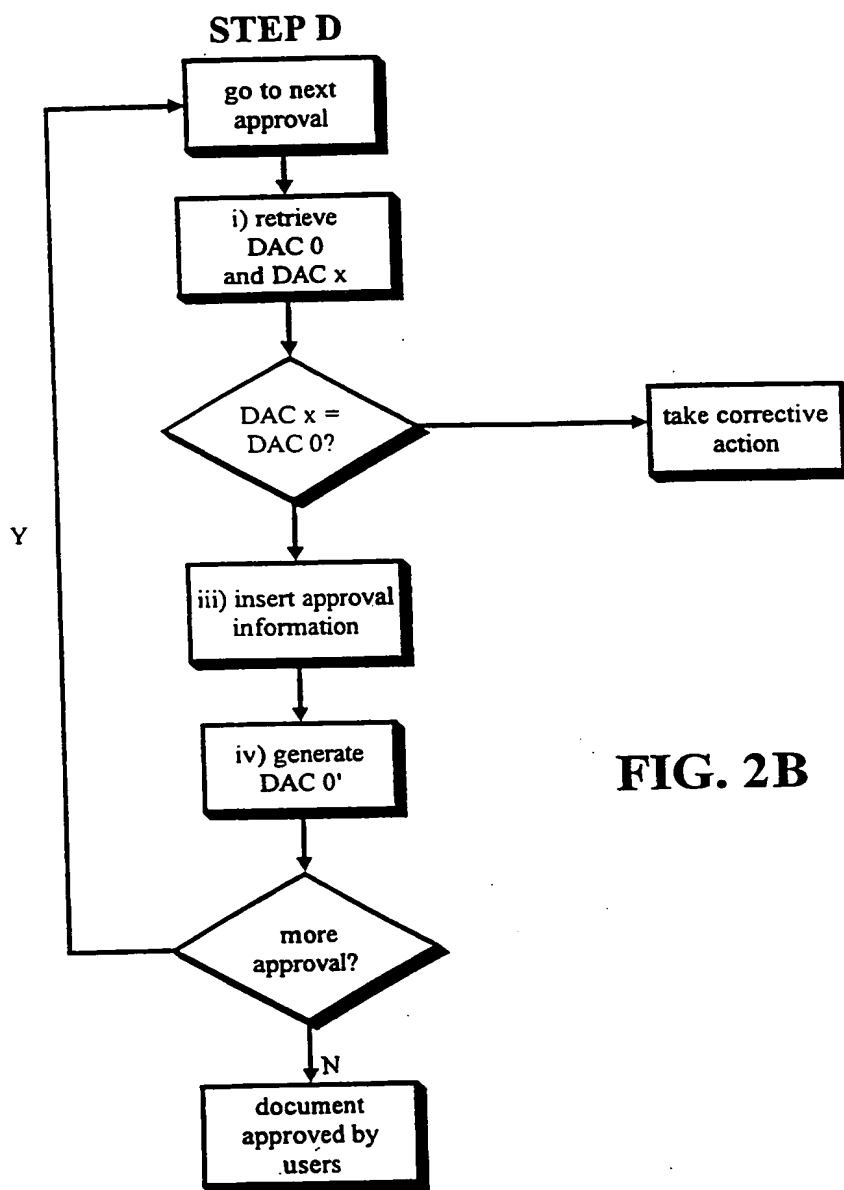 STEP D
go to next
approval
i) retrieve
DAC 0
and DAC x
DAC x =
DAC 0?
take corrective
action
Y
iii) insert approval
information
iv) generate
DAC 0'
FIG. 2B
more
approval?
N
document
approved by
users